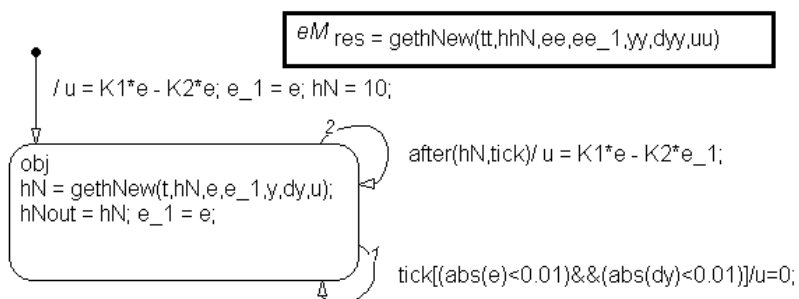 eM res = gethNew(tt,hhN,ee,ee_1,yy,dyy,uu)
/ u = K1*e - K2*e; e_1 = e; hN = 10;
2
obj
hN = gethNew(t,hN,e,e_1,y,dy,u);
hNout = hN; e_1 = e;
after(hN,tick)/ u = K1*e - K2*e_1;
1
tick[(abs(e)<0.01)&&(abs(dy)<0.01)]/u=0;